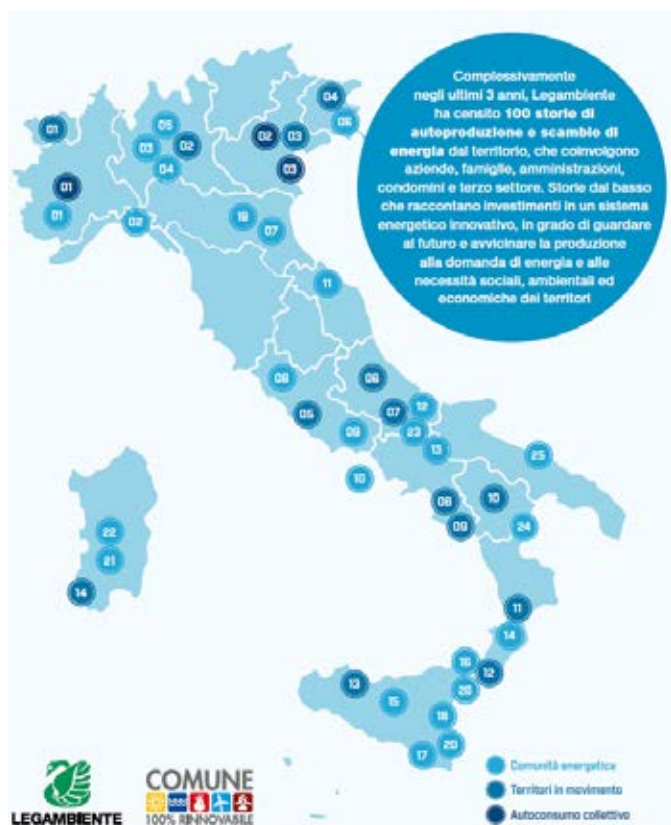 Complessivamente
negli ultimi 3 anni, Legambiente
ha censito 100 storie di
autoproduzione e scambio di
energia dal territorio, che coinvolgono
aziende, famiglie, amministrazioni,
condomini e terzo settore. Storie dal basso
che raccontano investimenti in un sistema
energetico innovativo, in grado di guardare
al futuro e avvicinare la produzione
alla domanda di energia e alle
necessità sociali, ambientali ed
economiche dei territori
04
06
01
05
02
03
02
03
04
03
01
01
02
07
11
08
06
05
07
12
09
23
13
25
10
08
10
09
24
22
21
14
11
14
16
12
13
15
18
17
20
Comunità energetica
Territori in movimento
Autoconsumo collettivo
LEGAMBIENTE
COMUNE
100% RINNOVABILE